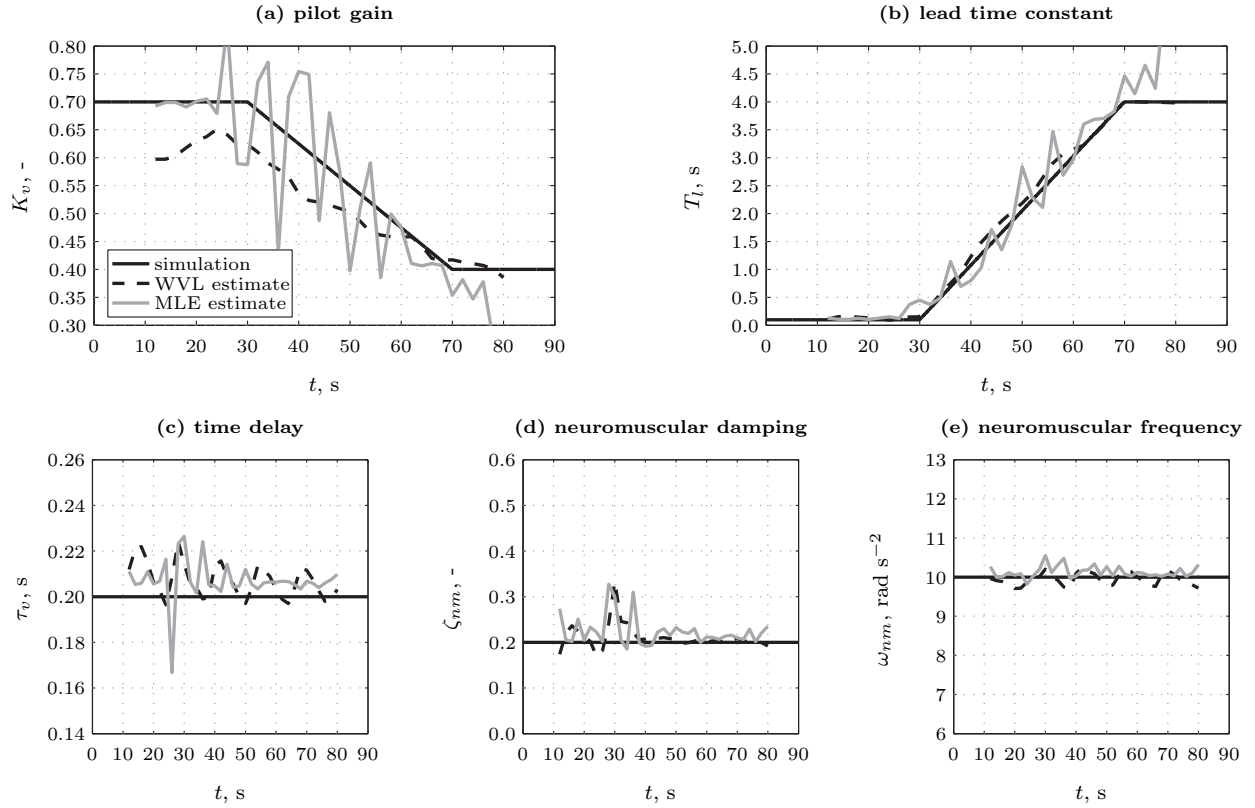 (a) pilot gain
0.80
0.75
0.70
0.65
0.60
0.55
0.50
0.45
0.40
0.35
0.30
K_v, -
simulation
WVL estimate
MLE estimate
0 10 20 30 40 50 60 70 80 90
t, s
(b) lead time constant
5.0
4.5
4.0
3.5
3.0
2.5
2.0
1.5
1.0
0.5
0.0
T_l, s
0 10 20 30 40 50 60 70 80 90
t, s
(c) time delay
0.26
0.24
0.22
0.20
0.18
0.16
0.14
τ_v, s
0 10 20 30 40 50 60 70 80 90
t, s
(d) neuromuscular damping
0.6
0.5
0.4
0.3
0.2
0.1
0.0
ζ_nm, -
0 10 20 30 40 50 60 70 80 90
t, s
(e) neuromuscular frequency
13
12
11
10
9
8
7
6
ω_nm, rad s⁻²
0 10 20 30 40 50 60 70 80 90
t, s